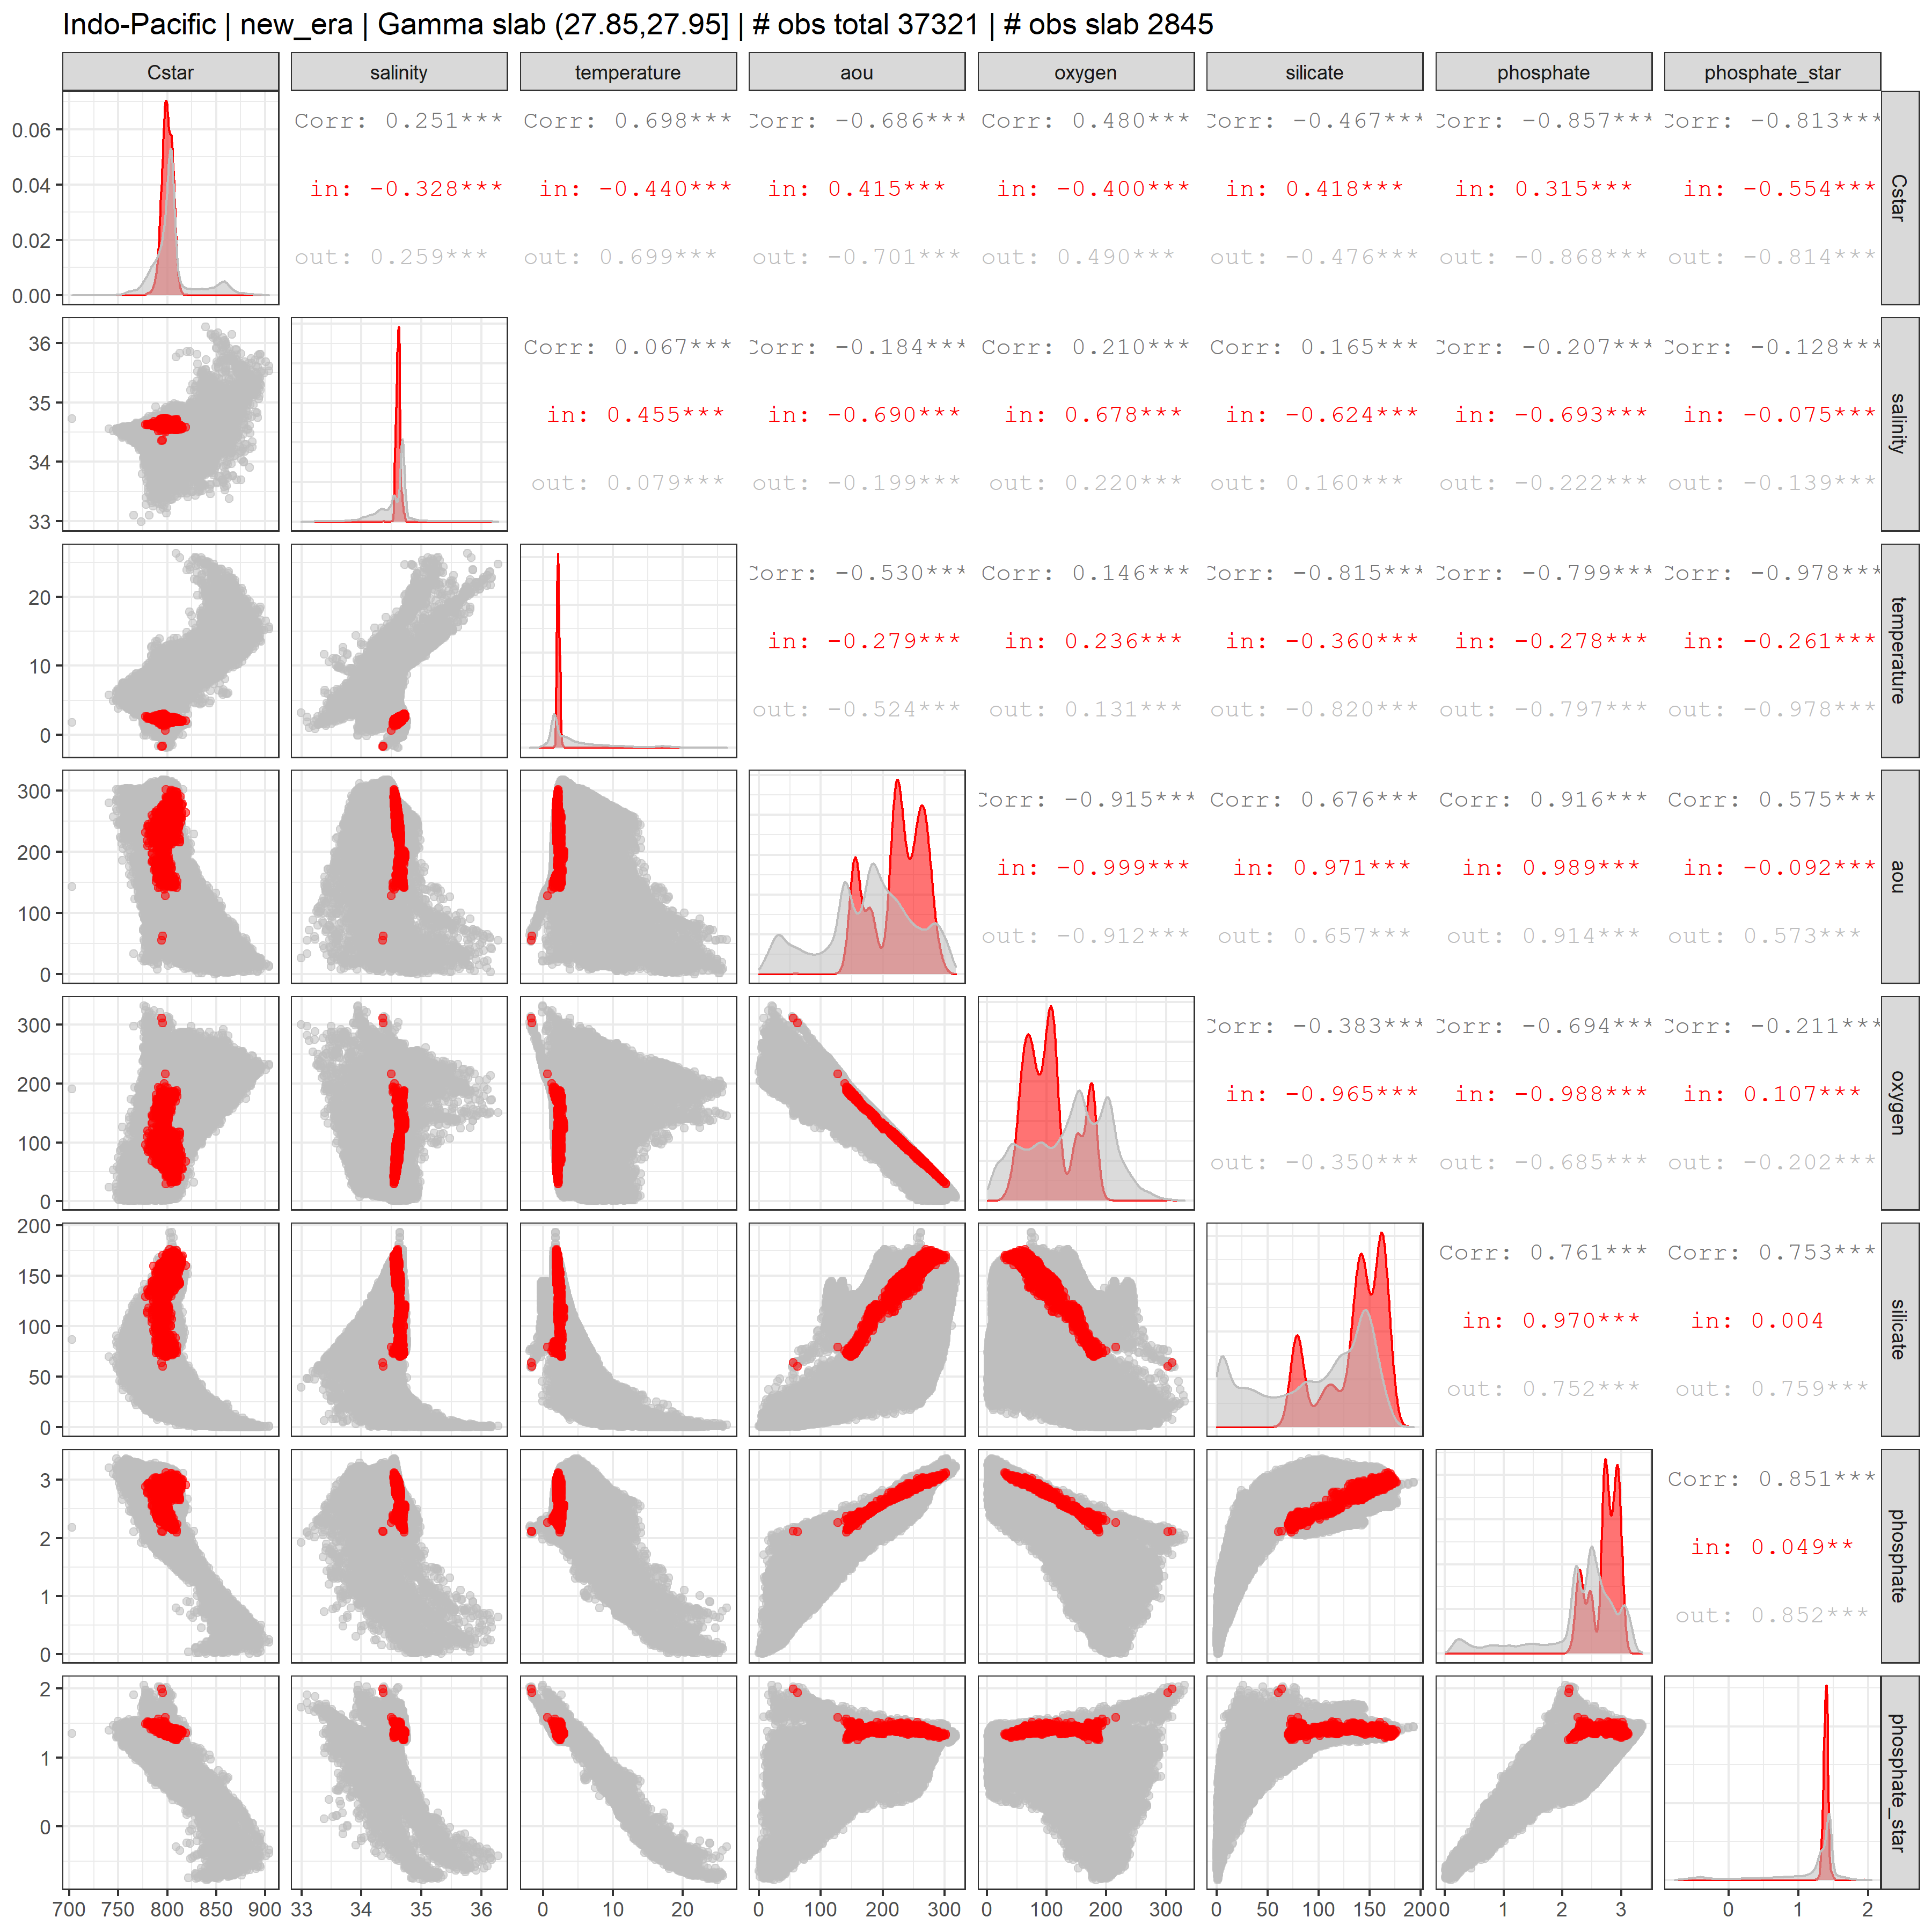 Indo-Pacific | new_era | Gamma slab (27.85,27.95] | # obs total 37321 | # obs slab 2845
Cstar salinity temperature aou oxygen silicate phosphate phosphate_star
Corr: 0.251*** Corr: 0.698*** Corr: -0.686*** Corr: 0.480*** Corr: -0.467*** Corr: -0.857*** Corr: -0.813***
in: -0.328*** in: -0.440*** in: 0.415*** in: -0.400*** in: 0.418*** in: 0.315*** in: -0.554***
out: 0.259*** out: 0.699*** out: -0.701*** out: 0.490*** out: -0.476*** out: -0.868*** out: -0.814***
0.06
0.04
0.02
0.00
Cstar
Corr: 0.067*** Corr: -0.184*** Corr: 0.210*** Corr: 0.165*** Corr: -0.207*** Corr: -0.128***
in: 0.455*** in: -0.690*** in: 0.678*** in: -0.624*** in: -0.693*** in: -0.075***
out: 0.079*** out: -0.199*** out: 0.220*** out: 0.160*** out: -0.222*** out: -0.139***
36
35
34
33
salinity
Corr: -0.530*** Corr: 0.146*** Corr: -0.815*** Corr: -0.799*** Corr: -0.978***
in: -0.279*** in: 0.236*** in: -0.360*** in: -0.278*** in: -0.261***
out: -0.524*** out: 0.131*** out: -0.820*** out: -0.797*** out: -0.978***
20
10
0
temperature
Corr: -0.915*** Corr: 0.676*** Corr: 0.916*** Corr: 0.575***
in: -0.999*** in: 0.971*** in: 0.989*** in: -0.092***
out: -0.912*** out: 0.657*** out: 0.914*** out: 0.573***
300
200
100
0
aou
Corr: -0.383*** Corr: -0.694*** Corr: -0.211***
in: -0.965*** in: -0.988*** in: 0.107***
out: -0.350*** out: -0.685*** out: -0.202***
300
200
100
0
oxygen
Corr: 0.761*** Corr: 0.753***
in: 0.970*** in: 0.004
out: 0.752*** out: 0.759***
200
150
100
50
0
silicate
Corr: 0.851***
in: 0.049**
out: 0.852***
3
2
1
0
phosphate
2
1
0
phosphate_star
700 750 800 850 900 33 34 35 36 0 10 20 0 100 200 300 0 100 200 300 0 50 100 150 200 0 1 2 3 0 1 2